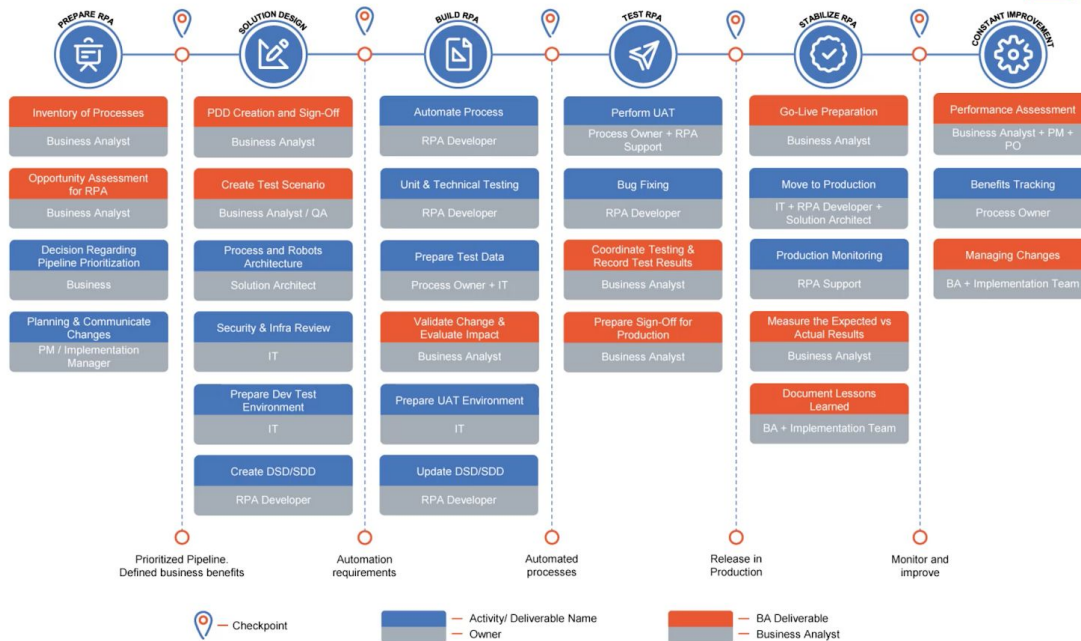 PREPARE RPA
SOLUTION DESIGN
BUILD RPA
TEST RPA
STABILIZE RPA
CONSTANT IMPROVEMENT
Inventory of Processes
Business Analyst
Opportunity Assessment
for RPA
Business Analyst
Decision Regarding
Pipeline Prioritization
Business
Planning & Communicate
Changes
PM / Implementation
Manager
PDD Creation and Sign-Off
Business Analyst
Create Test Scenario
Business Analyst / QA
Process and Robots
Architecture
Solution Architect
Security & Infra Review
IT
Prepare Dev Test
Environment
IT
Create DSD/SDD
RPA Developer
Automate Process
RPA Developer
Unit & Technical Testing
RPA Developer
Prepare Test Data
Process Owner + IT
Validate Change &
Evaluate Impact
Business Analyst
Prepare UAT Environment
IT
Update DSD/SDD
RPA Developer
Perform UAT
Process Owner + RPA
Support
Bug Fixing
RPA Developer
Coordinate Testing &
Record Test Results
Business Analyst
Prepare Sign-Off for
Production
Business Analyst
Go-Live Preparation
Business Analyst
Move to Production
IT + RPA Developer +
Solution Architect
Production Monitoring
RPA Support
Measure the Expected vs
Actual Results
Business Analyst
Document Lessons
Learned
BA + Implementation Team
Performance Assessment
Business Analyst + PM +
PO
Benefits Tracking
Process Owner
Managing Changes
BA + Implementation Team
Prioritized Pipeline.
Defined business benefits
Automation
requirements
Automated
processes
Release in
Production
Monitor and
improve
Checkpoint
Activity/ Deliverable Name
Owner
BA Deliverable
Business Analyst